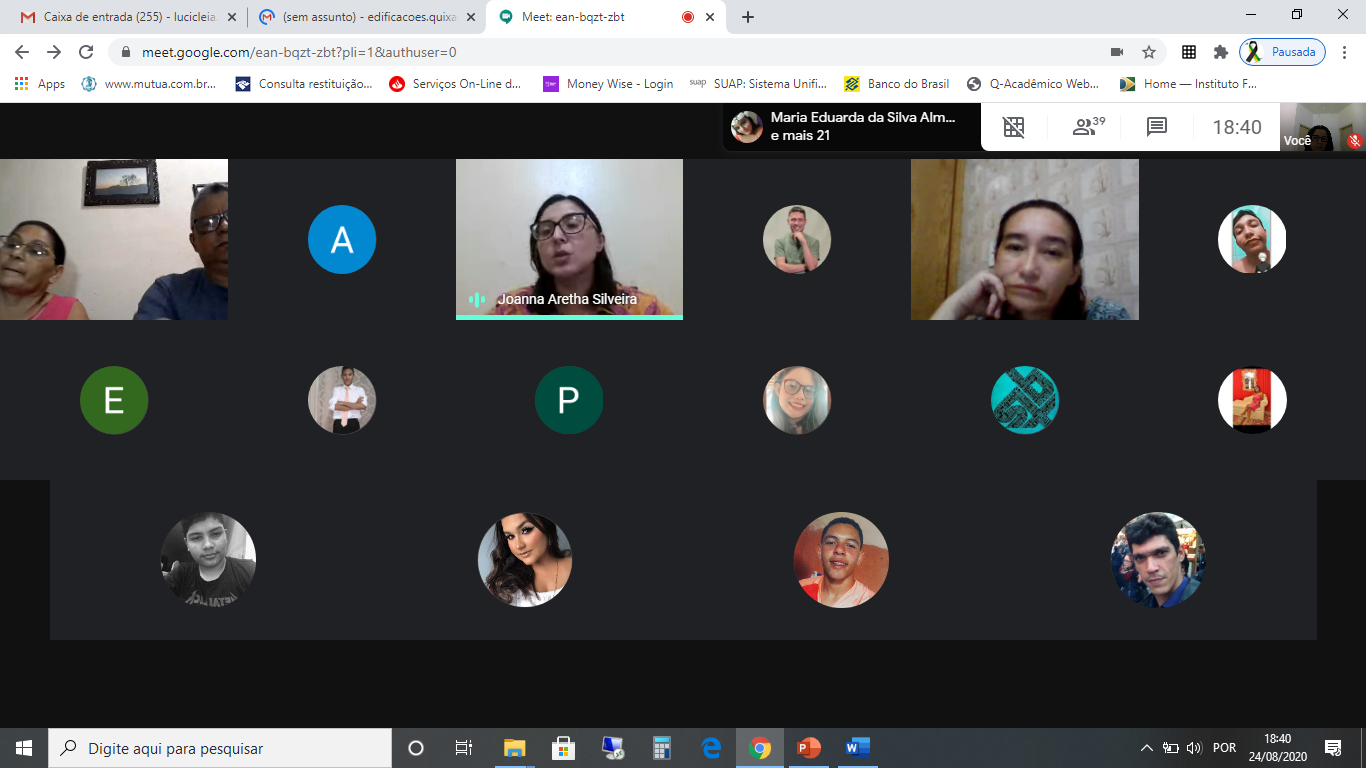 Caixa de entrada (255) - lucicleia
(sem assunto) - edificacoes.quixa
Meet: ean-bqzt-zbt
meet.google.com/ean-bqzt-zbt?pli=1&authuser=0
Pausada
Apps
www.mutua.com.br...
Consulta restituição...
Serviços On-Line d...
Money Wise - Login
suap
SUAP: Sistema Unifi...
Banco do Brasil
Q-Acadêmico Web...
Home — Instituto F...
Maria Eduarda da Silva Alm...
e mais 21
39
18:40
Você
A
Joanna Aretha Silveira
E
P
Digite aqui para pesquisar
POR
18:40
24/08/2020